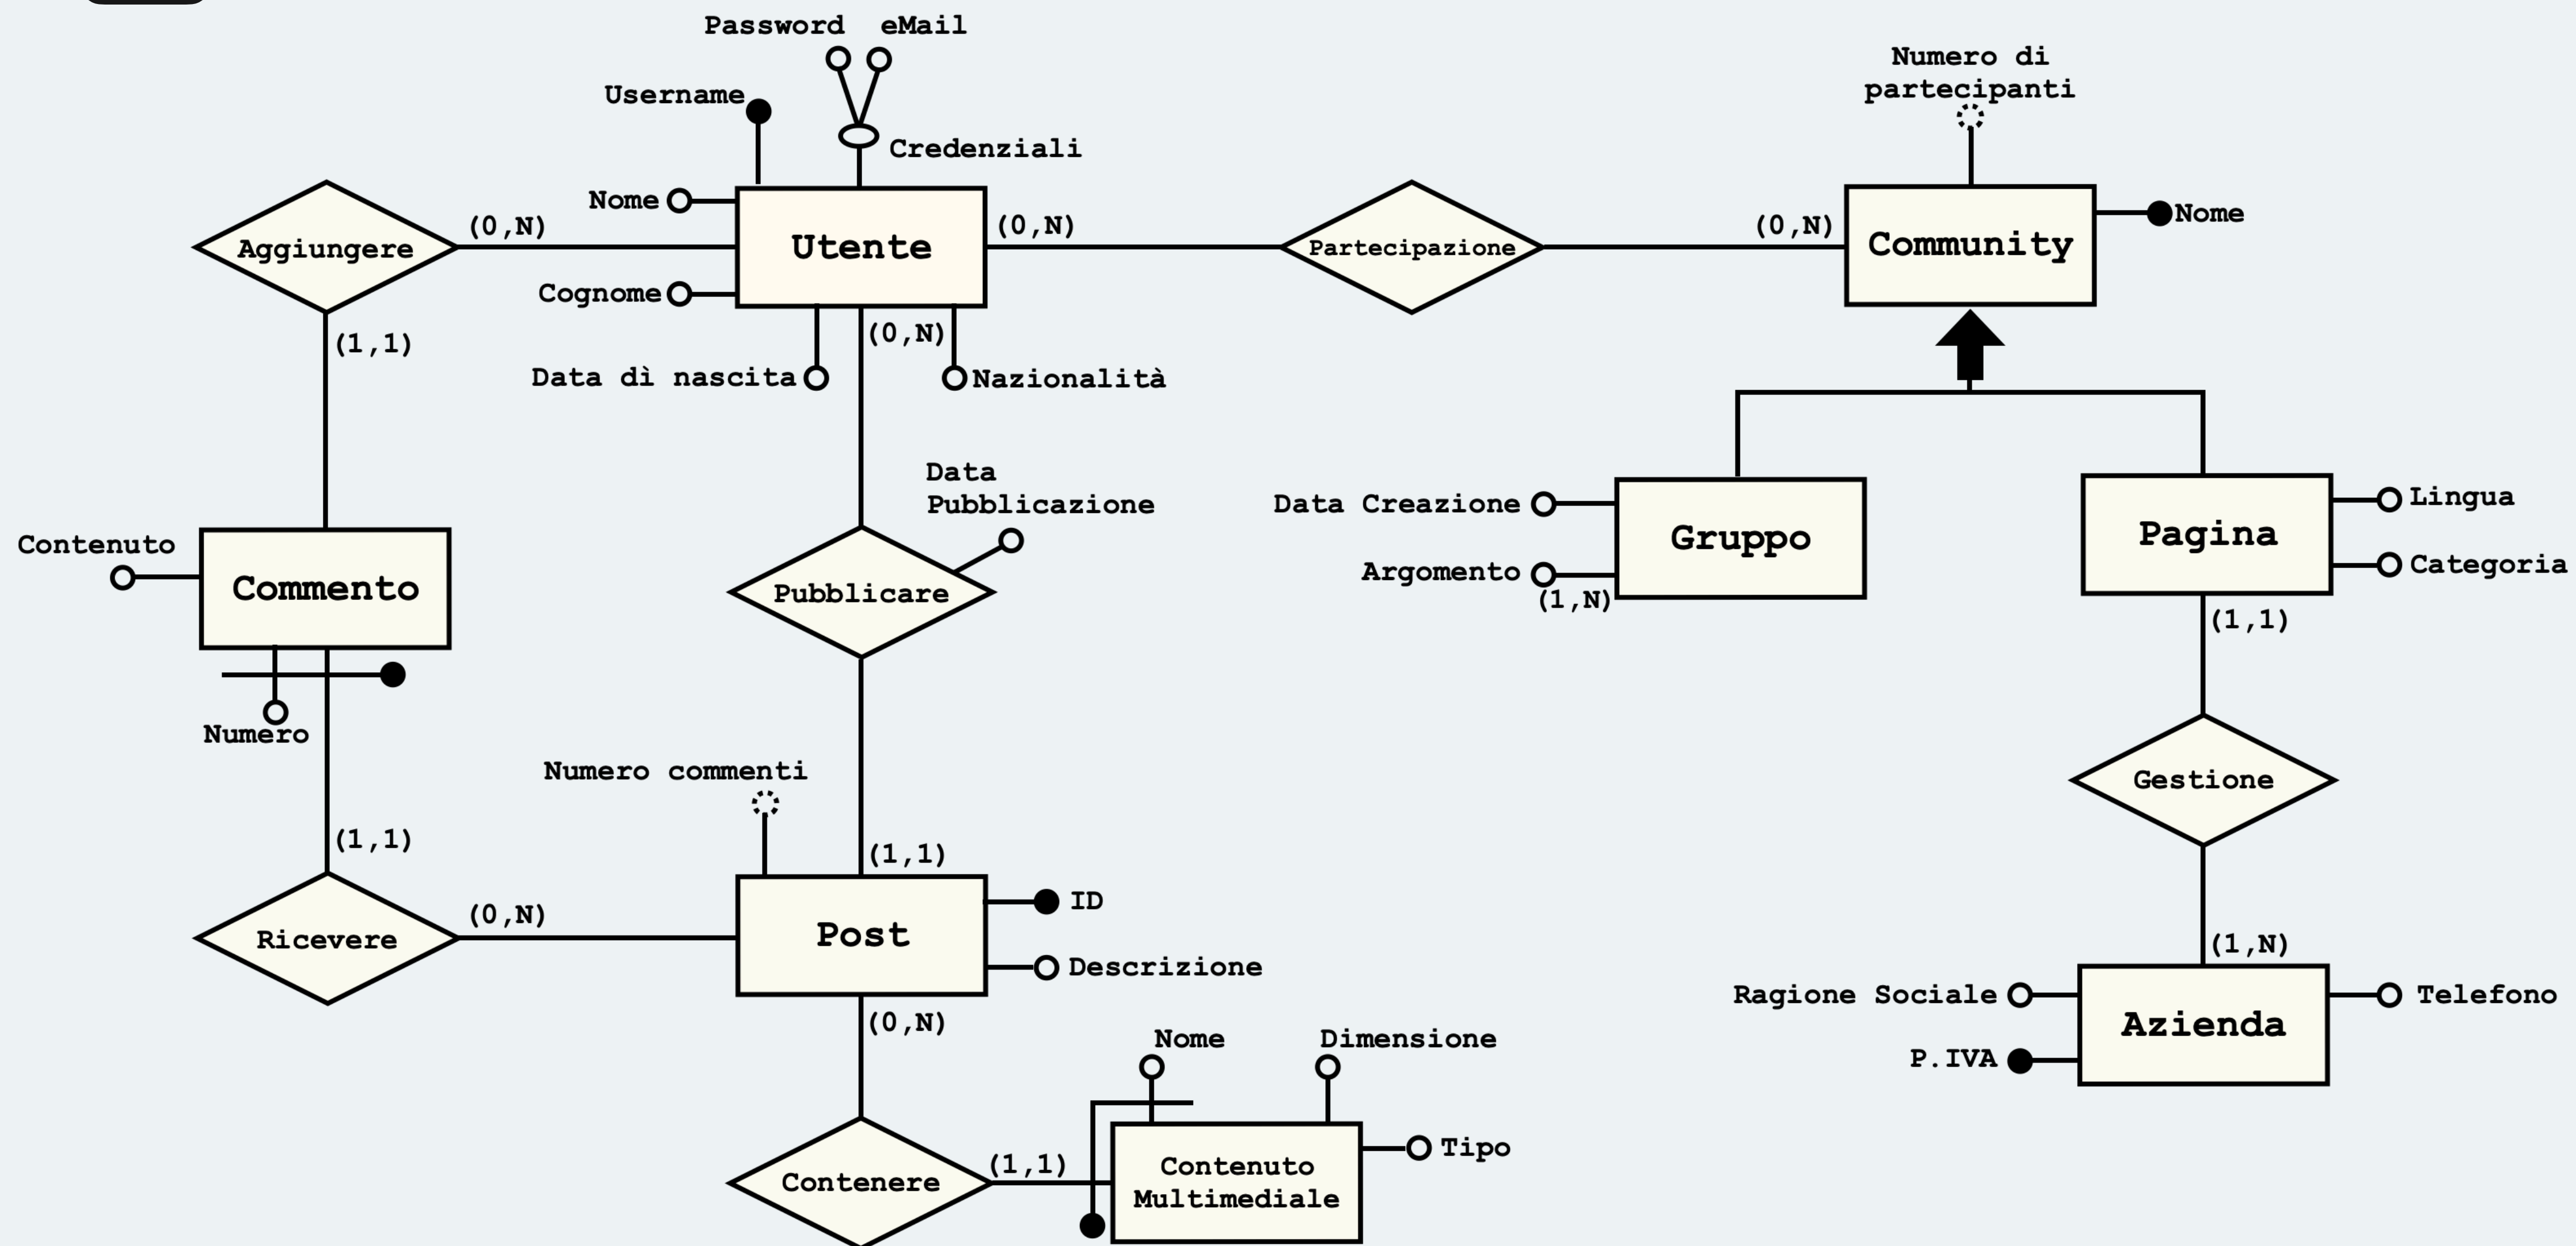 Password eMail
Username
Credenziali
Numero di
partecipanti
Nome
Nome
Aggiungere
(0,N)
Utente
(0,N)
Partecipazione
(0,N)
Community
Cognome
(1,1)
(0,N)
Data dì nascita
Nazionalità
Data
Pubblicazione
Contenuto
Commento
Pubblicare
Data Creazione
Argomento
(1,N)
Gruppo
Pagina
Lingua
Categoria
(1,1)
Numero
Numero commenti
Gestione
(1,1)
(1,1)
Ricevere
(0,N)
Post
ID
Descrizione
(1,N)
Ragione Sociale
Azienda
Telefono
P.IVA
(0,N)
Nome
Dimensione
Contenere
(1,1)
Contenuto
Multimediale
Tipo